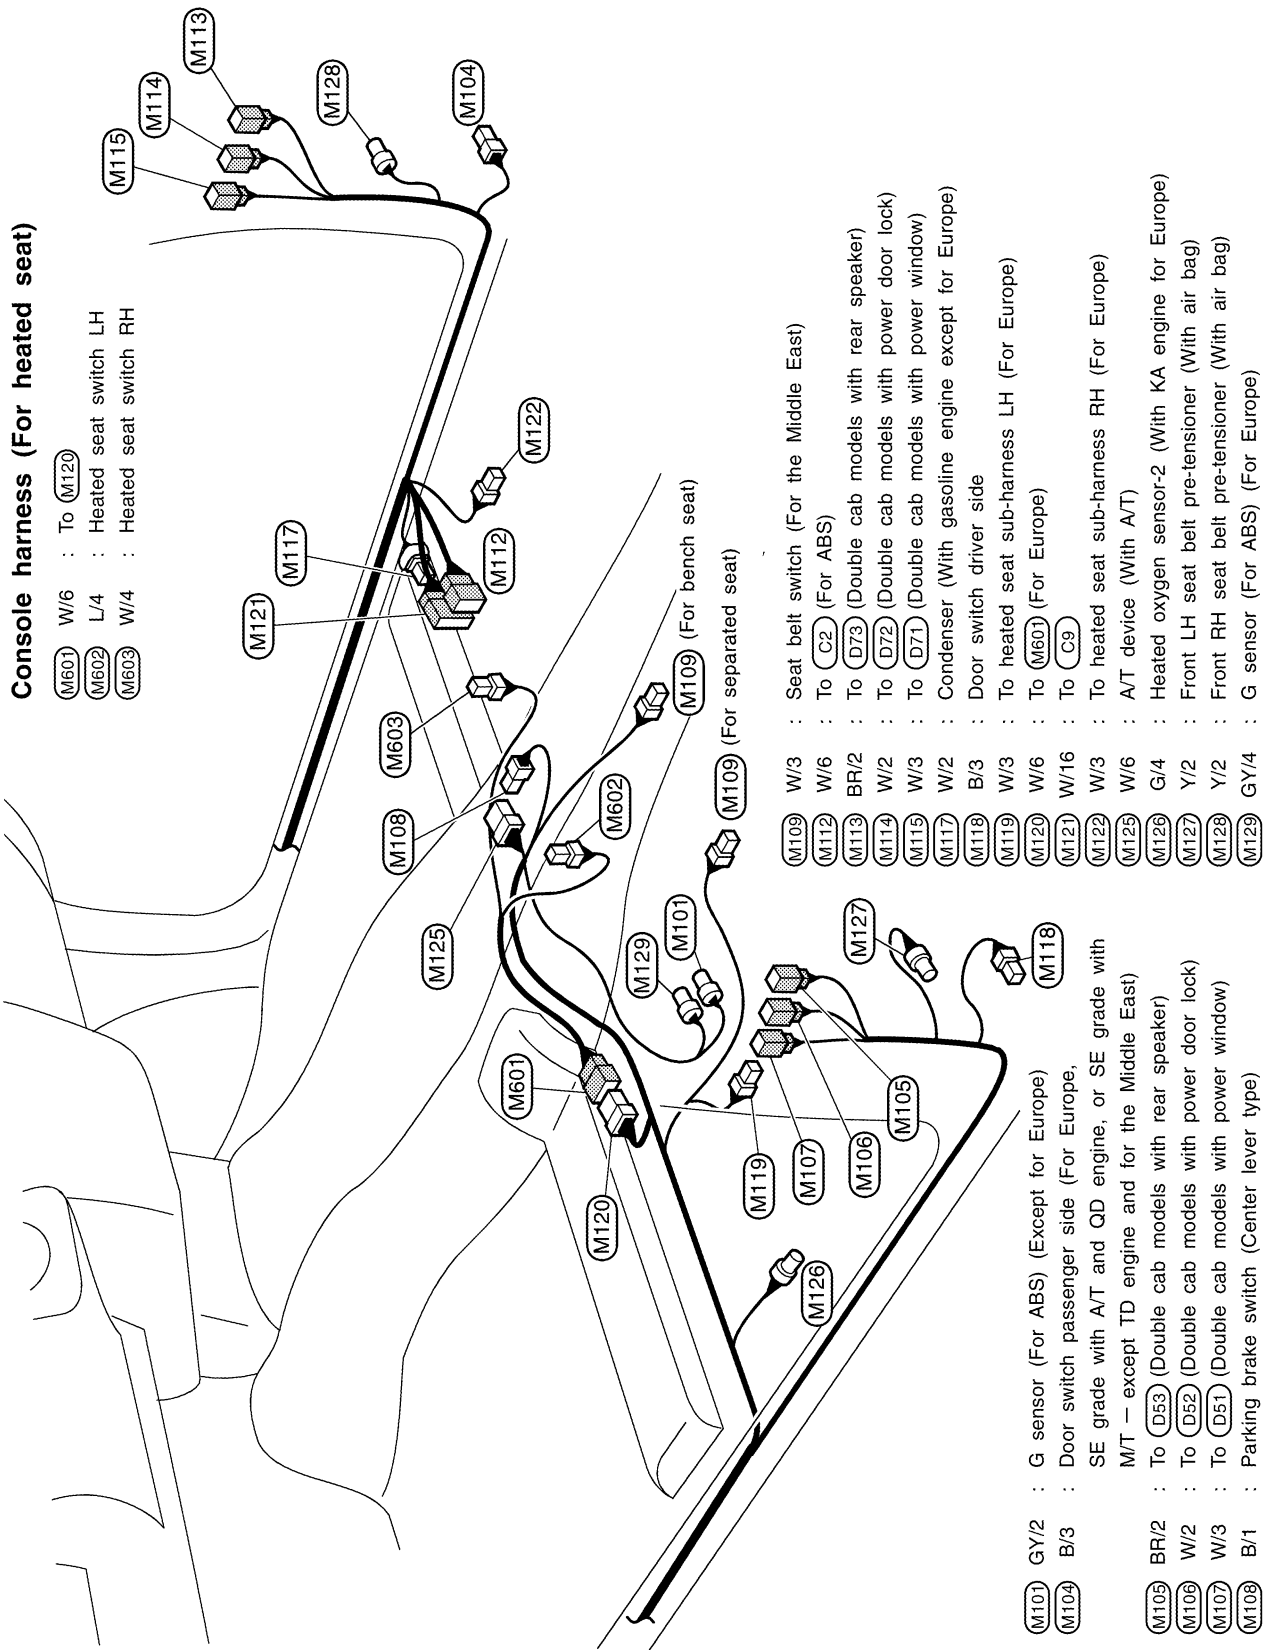 Console harness (For heated seat)
M601 W/6 : To M120
M602 L/4 : Heated seat switch LH
M603 W/4 : Heated seat switch RH
M113
M114
M115
M128
M104
M122
M117
M121
M112
M603
M108
M109 (For bench seat)
M602
M109 (For separated seat)
M125
M129
M101
M127
M118
M601
M105
M106
M107
M119
M120
M126
M101 GY/2 : G sensor (For ABS) (Except for Europe)
M104 B/3 : Door switch passenger side (For Europe,
SE grade with A/T and QD engine, or SE grade with
M/T — except TD engine and for the Middle East)
M105 BR/2 : To D53 (Double cab models with rear speaker)
M106 W/2 : To D52 (Double cab models with power door lock)
M107 W/3 : To D51 (Double cab models with power window)
M108 B/1 : Parking brake switch (Center lever type)
M109 W/3 : Seat belt switch (For the Middle East)
M112 W/6 : To C2 (For ABS)
M113 BR/2 : To D73 (Double cab models with rear speaker)
M114 W/2 : To D72 (Double cab models with power door lock)
M115 W/3 : To D71 (Double cab models with power window)
M117 W/2 : Condenser (With gasoline engine except for Europe)
M118 B/3 : Door switch driver side
M119 W/3 : To heated seat sub-harness LH (For Europe)
M120 W/6 : To M601 (For Europe)
M121 W/16 : To C9
M122 W/3 : To heated seat sub-harness RH (For Europe)
M125 W/6 : A/T device (With A/T)
M126 G/4 : Heated oxygen sensor-2 (With KA engine for Europe)
M127 Y/2 : Front LH seat belt pre-tensioner (With air bag)
M128 Y/2 : Front RH seat belt pre-tensioner (With air bag)
M129 GY/4 : G sensor (For ABS) (For Europe)